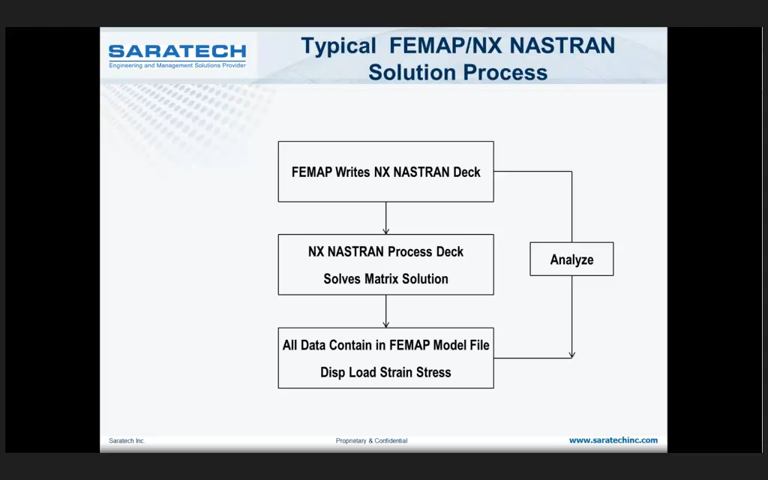 SARATECH
Engineering and Management Solutions Provider
Typical FEMAP/NX NASTRAN
Solution Process
FEMAP Writes NX NASTRAN Deck
NX NASTRAN Process Deck
Solves Matrix Solution
Analyze
All Data Contain in FEMAP Model File
Disp Load Strain Stress
Saratech Inc.
Proprietary & Confidential
www.saratechinc.com